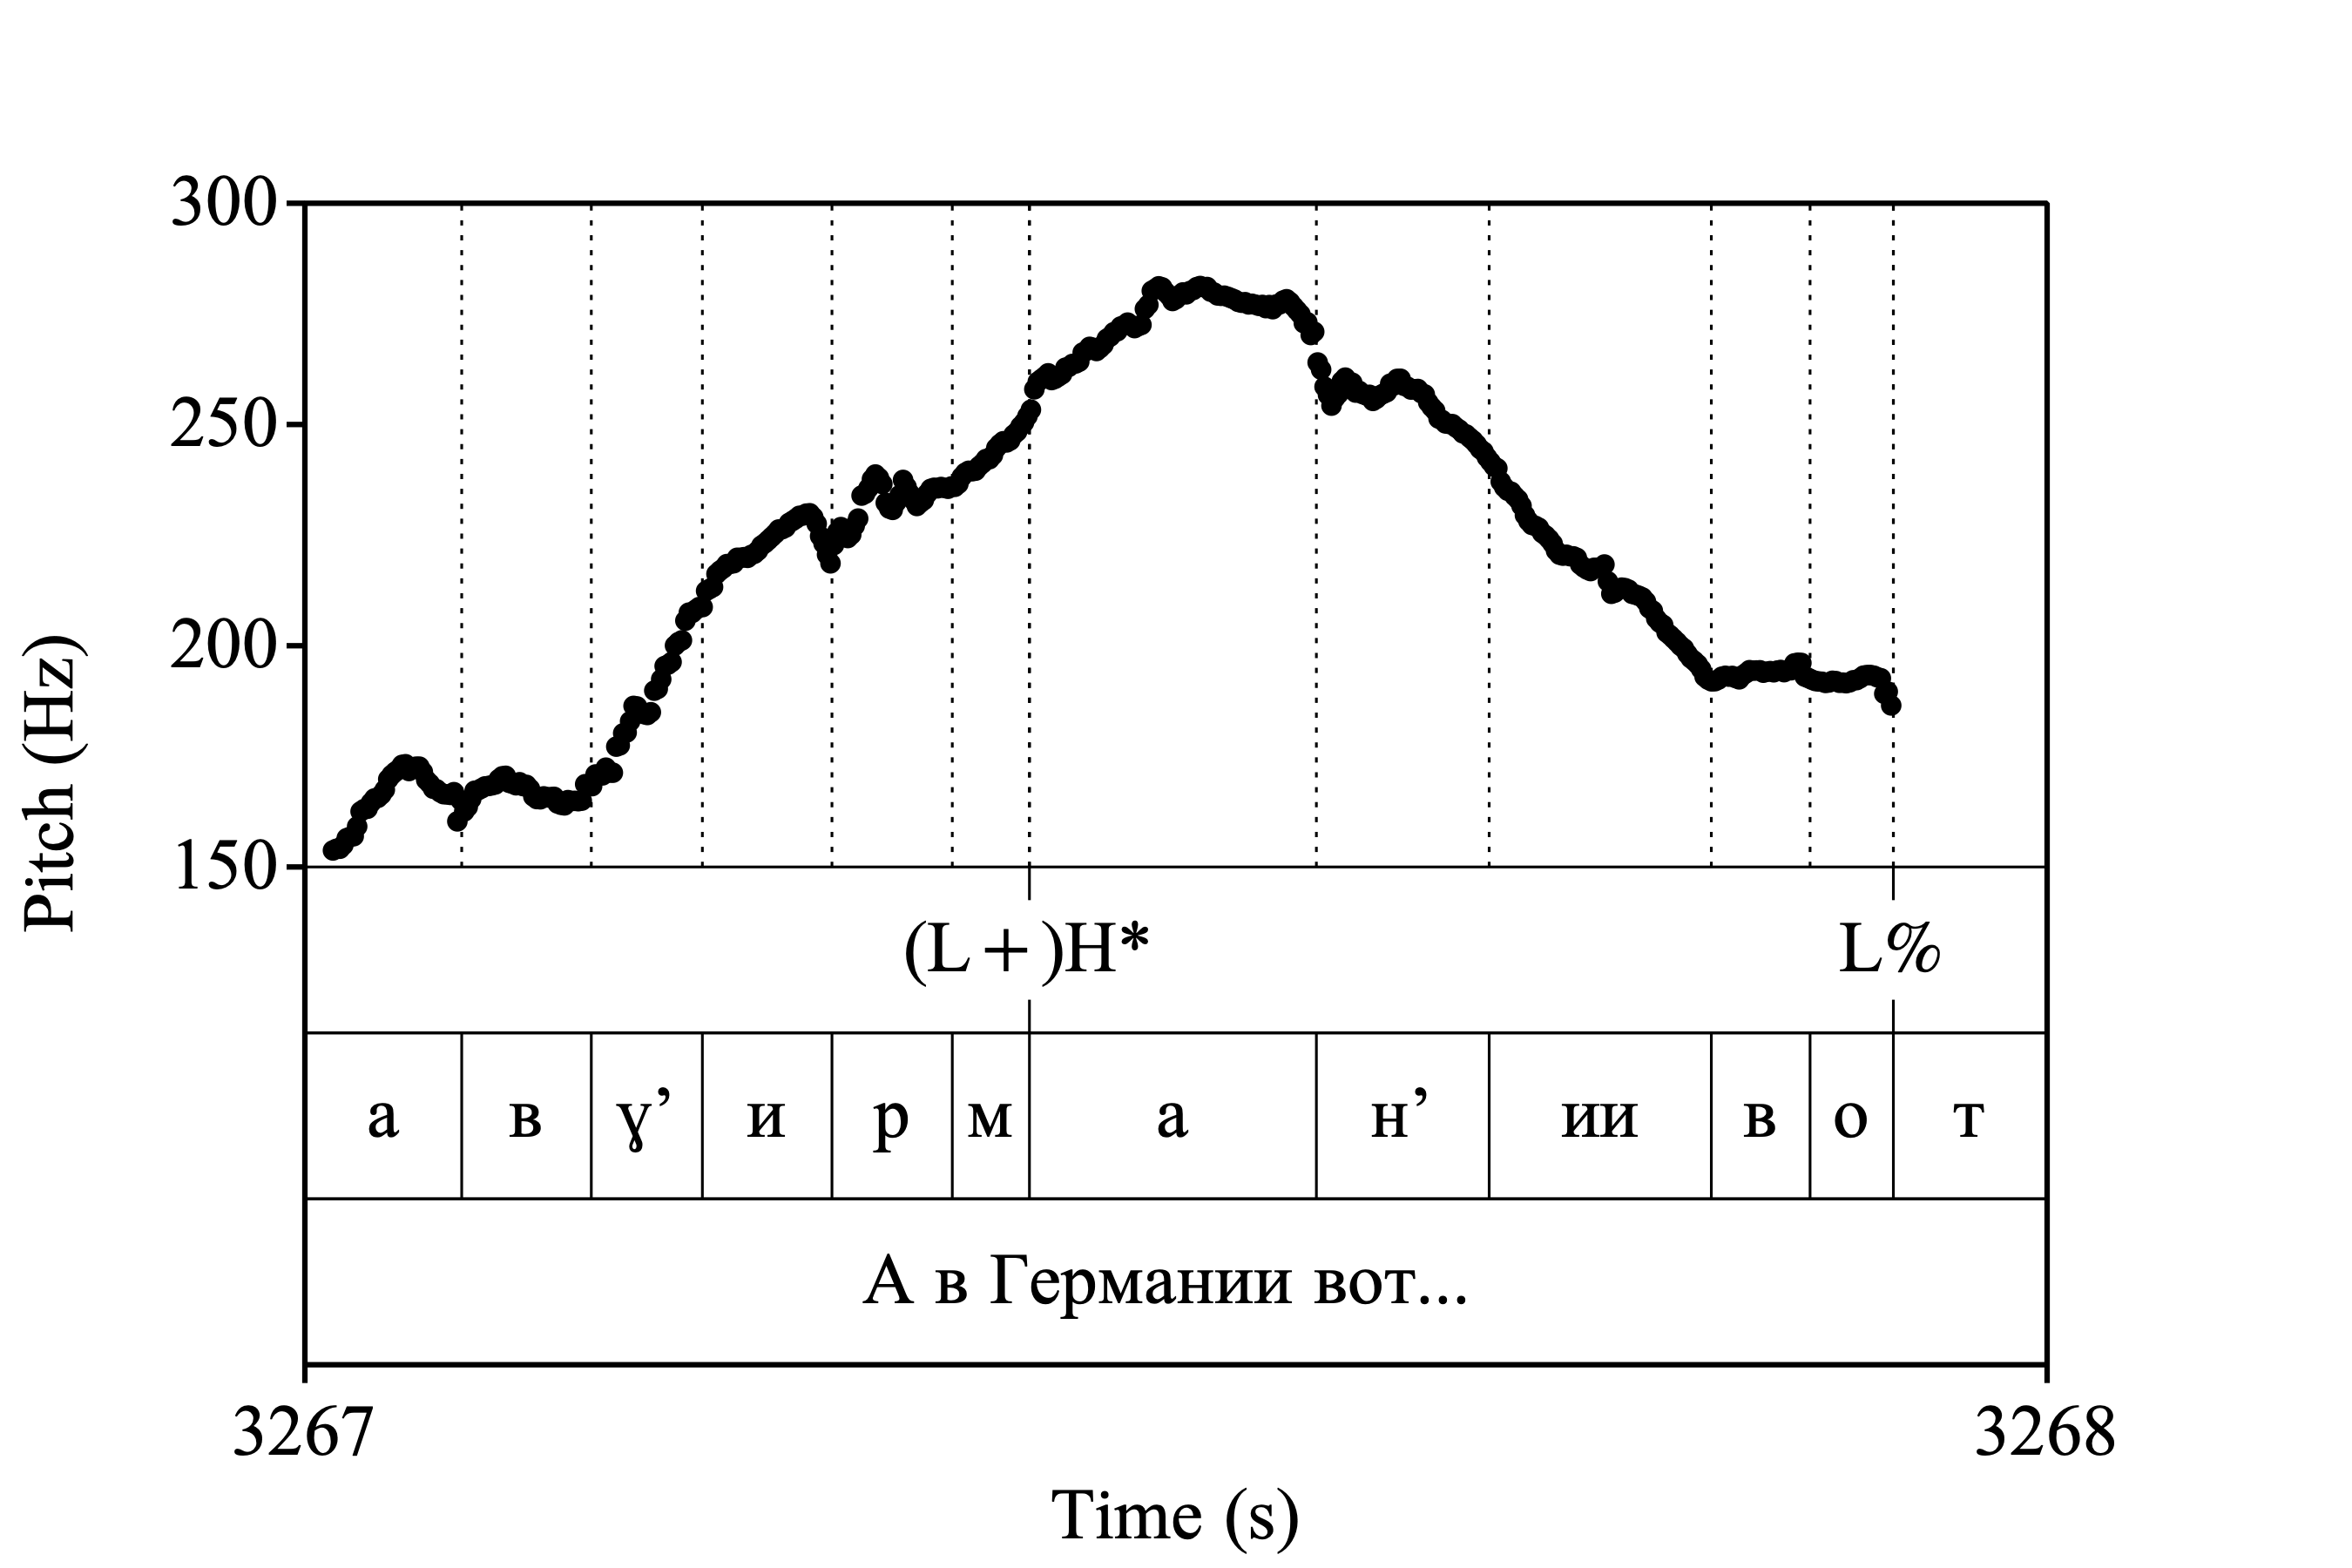 300
250
200
150
Pitch (Hz)
(L+)H* L%
а в γ’ и р м а н’ ии в о т
А в Германии вот...
3267 3268
Time (s)